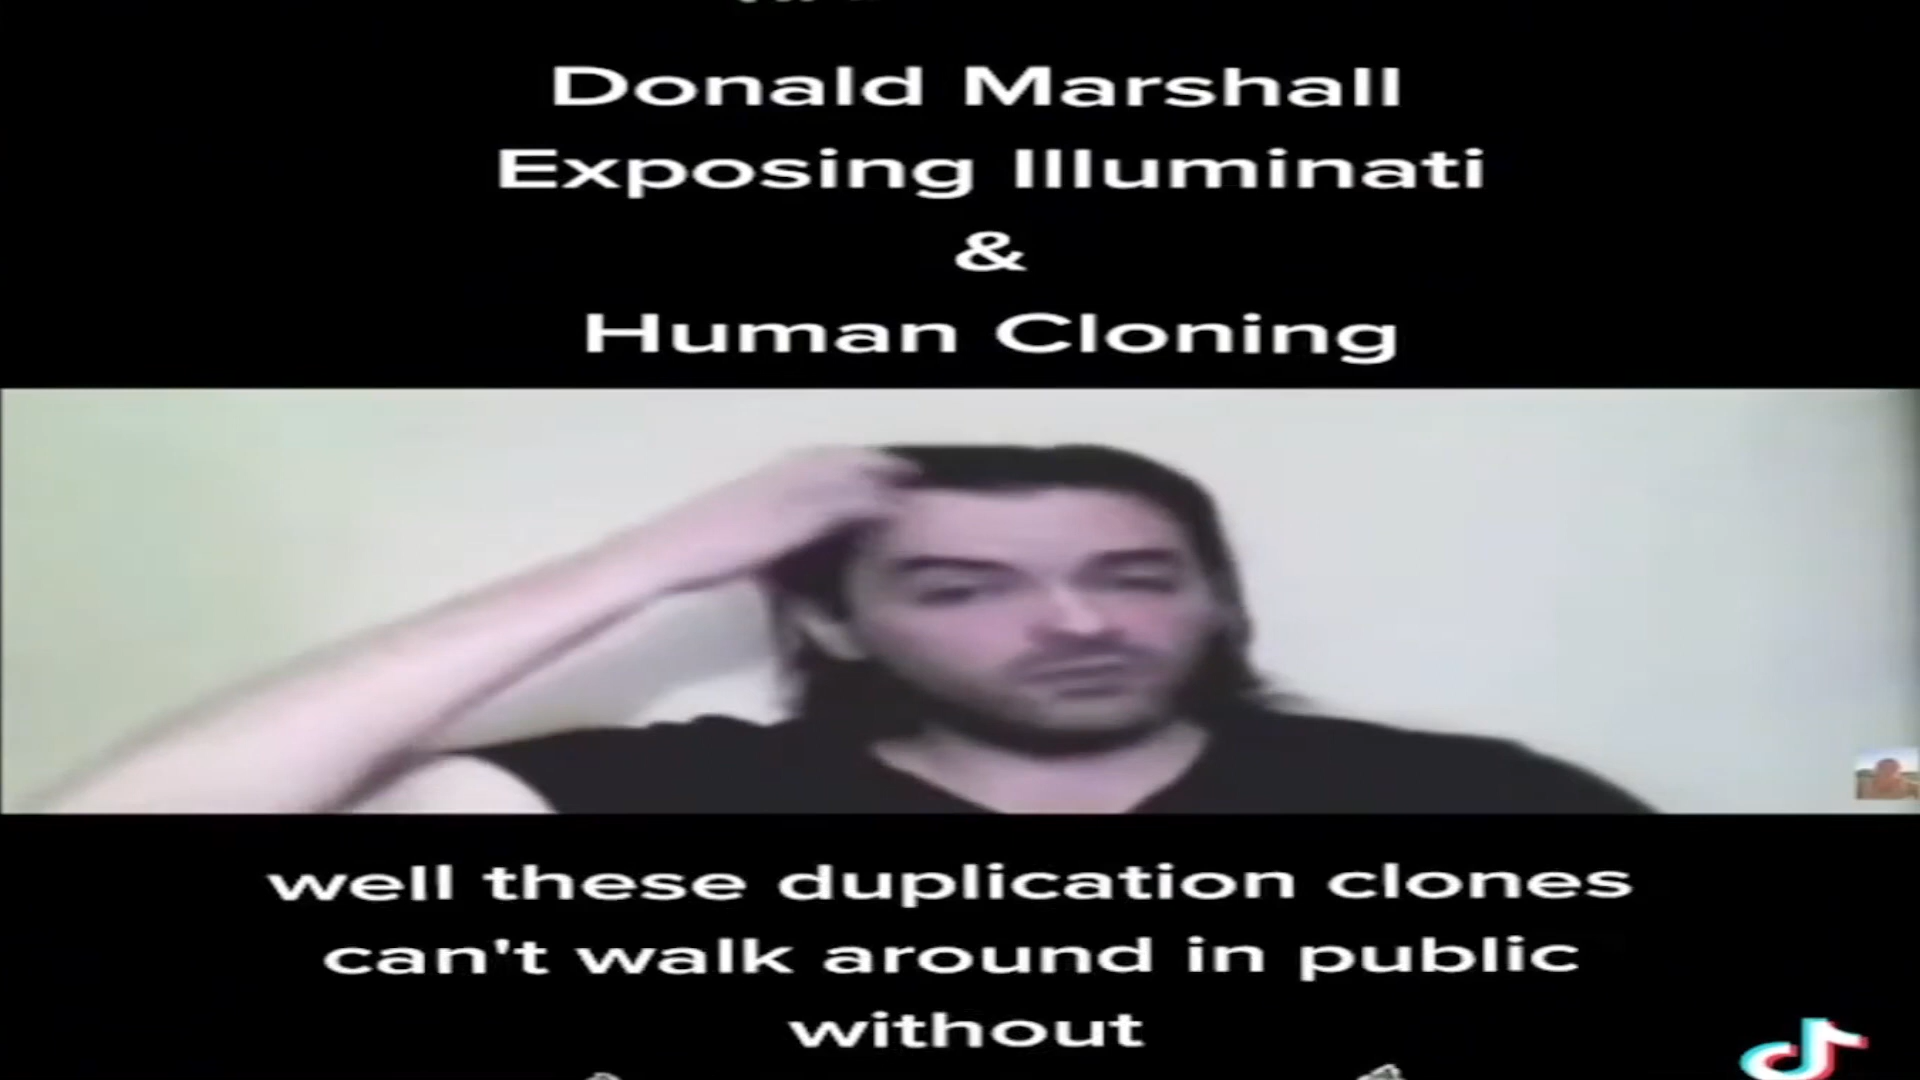 Donald Marshall
Exposing Illuminati
&
Human Cloning
well these duplication clones
can't walk around in public
without